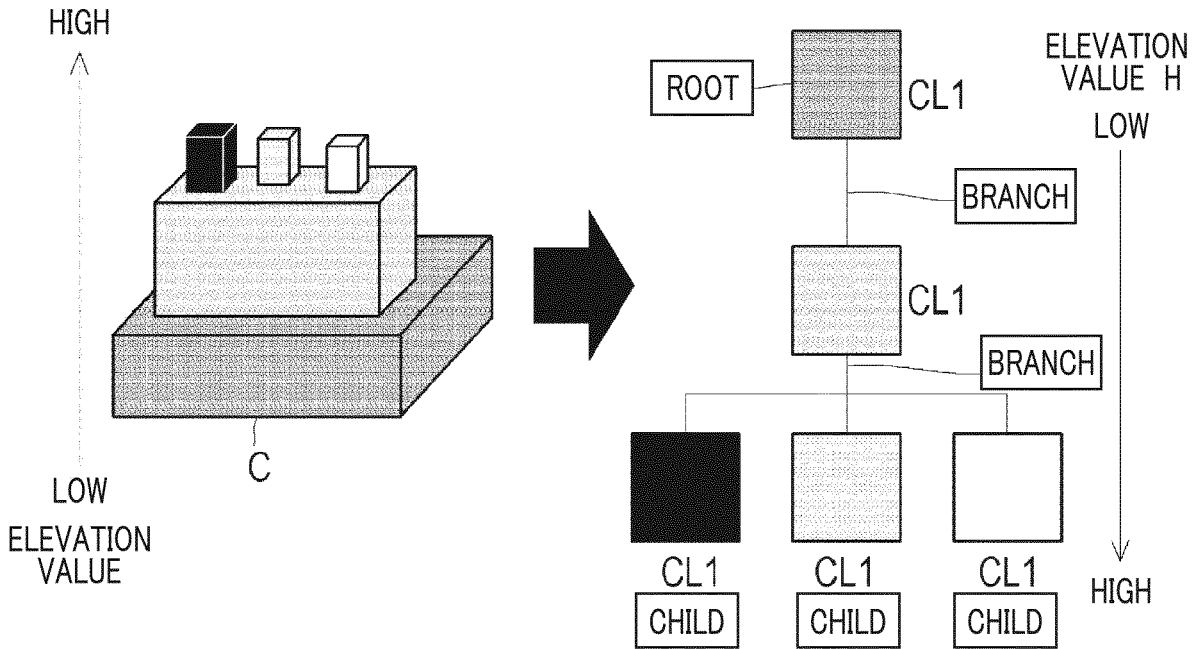 HIGH
LOW
ELEVATION
VALUE
C
ROOT
CL1
ELEVATION
VALUE H
LOW
BRANCH
CL1
BRANCH
CL1
CL1
CL1
CHILD
CHILD
CHILD
HIGH